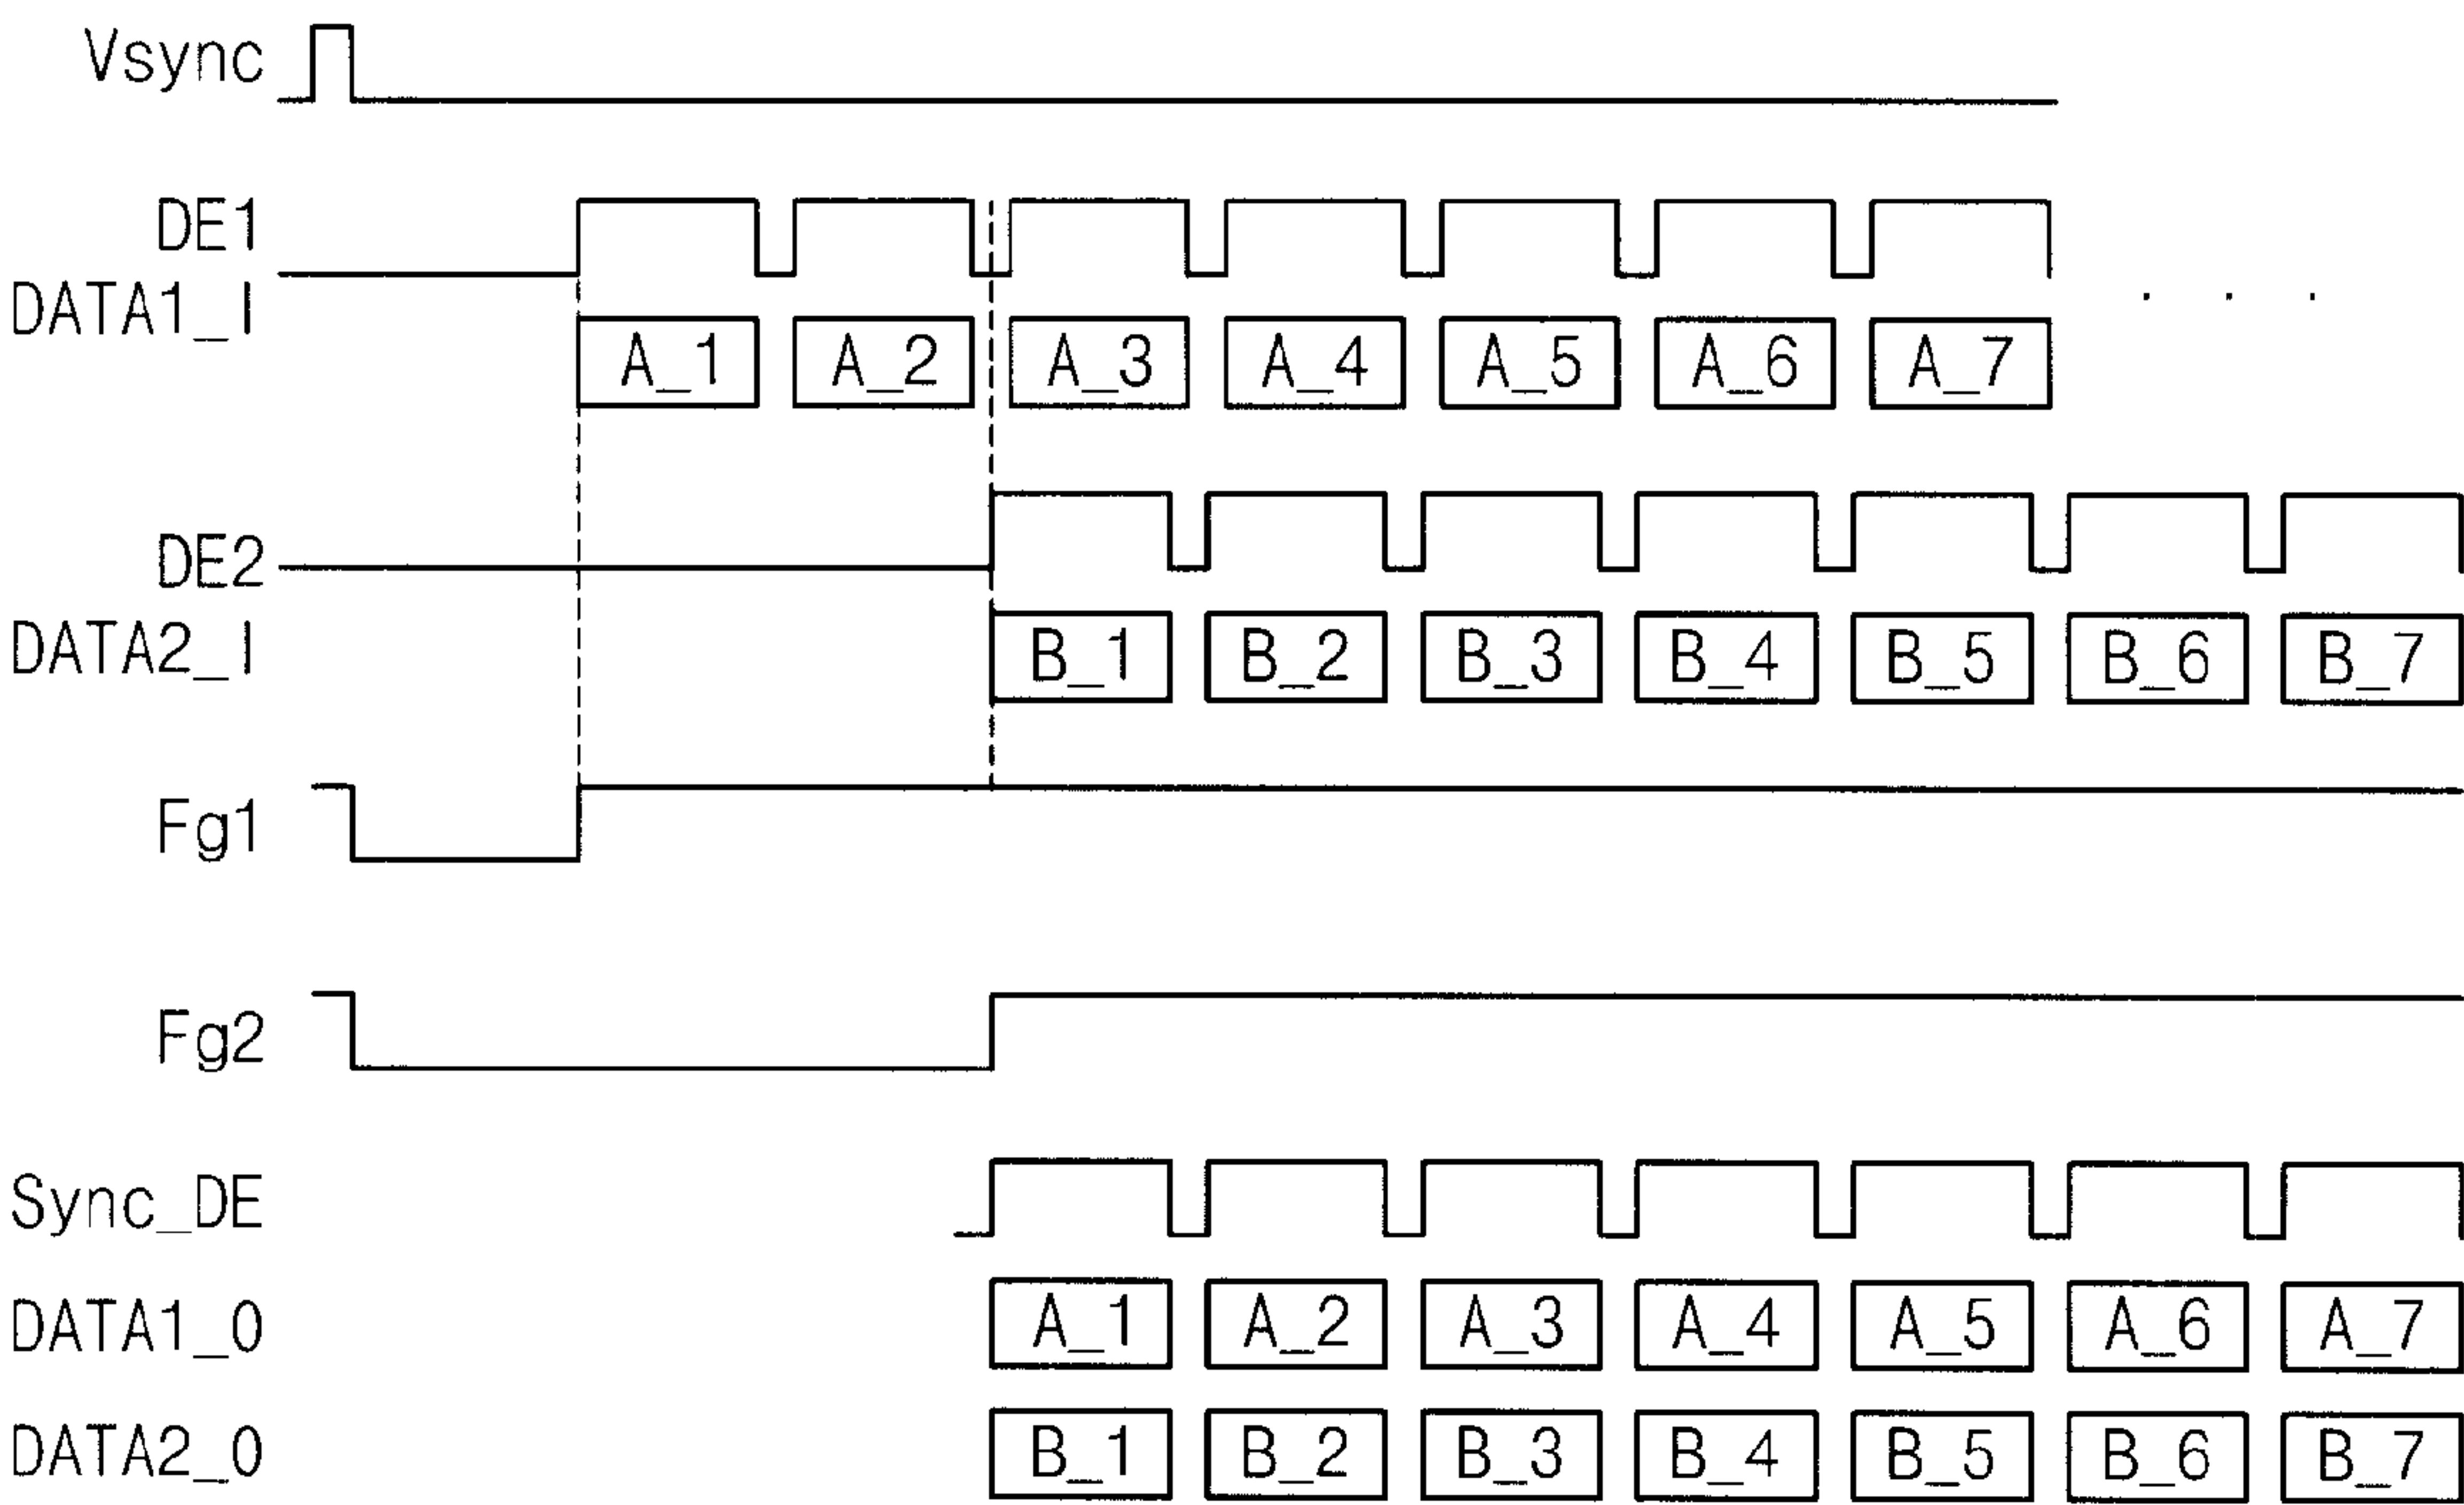 Vsync
DE1
DATA1_I
A_1 A_2 A_3 A_4 A_5 A_6 A_7
. . .
DE2
DATA2_I
B_1 B_2 B_3 B_4 B_5 B_6 B_7
Fg1
Fg2
Sync_DE
DATA1_0 A_1 A_2 A_3 A_4 A_5 A_6 A_7
DATA2_0 B_1 B_2 B_3 B_4 B_5 B_6 B_7